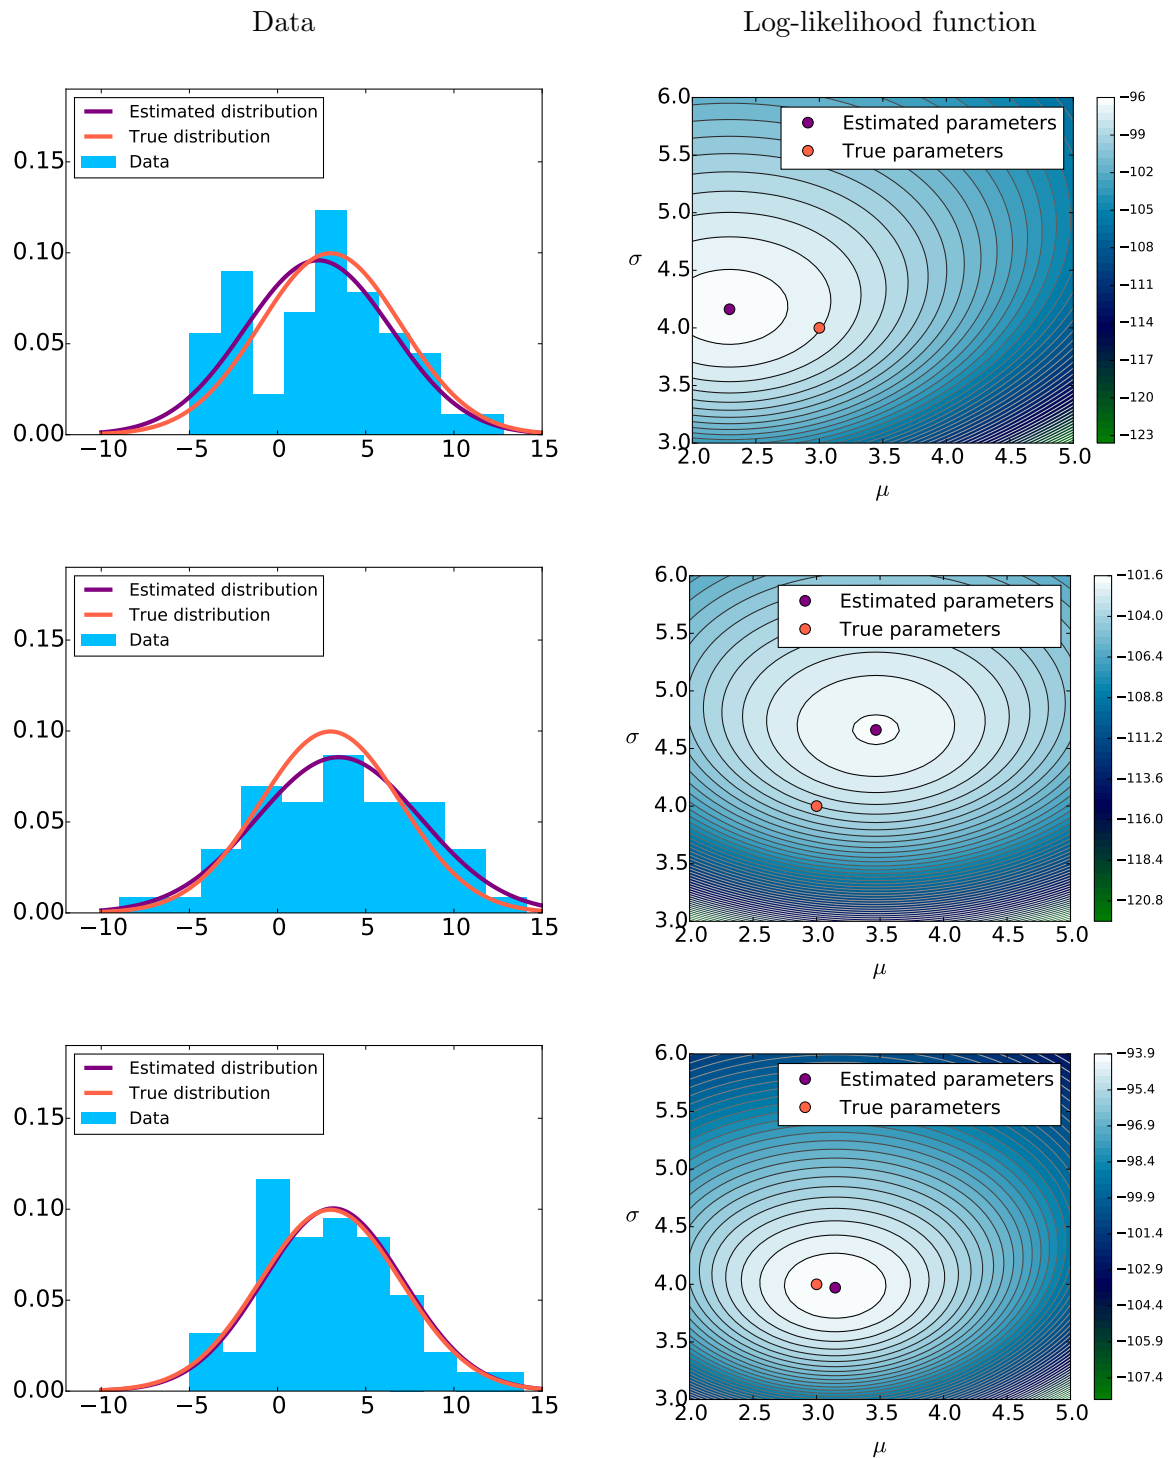 Data
Log-likelihood function
Estimated distribution
True distribution
Data
0.15
0.10
0.05
0.00
−10 −5 0 5 10 15
Estimated parameters
True parameters
6.0
5.5
5.0
σ
4.5
4.0
3.5
3.0
2.0 2.5 3.0 3.5 4.0 4.5 5.0
μ
−96
−99
−102
−105
−108
−111
−114
−117
−120
−123
Estimated distribution
True distribution
Data
0.15
0.10
0.05
0.00
−10 −5 0 5 10 15
Estimated parameters
True parameters
6.0
5.5
5.0
σ
4.5
4.0
3.5
3.0
2.0 2.5 3.0 3.5 4.0 4.5 5.0
μ
−101.6
−104.0
−106.4
−108.8
−111.2
−113.6
−116.0
−118.4
−120.8
Estimated distribution
True distribution
Data
0.15
0.10
0.05
0.00
−10 −5 0 5 10 15
Estimated parameters
True parameters
6.0
5.5
5.0
σ
4.5
4.0
3.5
3.0
2.0 2.5 3.0 3.5 4.0 4.5 5.0
μ
−93.9
−95.4
−96.9
−98.4
−99.9
−101.4
−102.9
−104.4
−105.9
−107.4